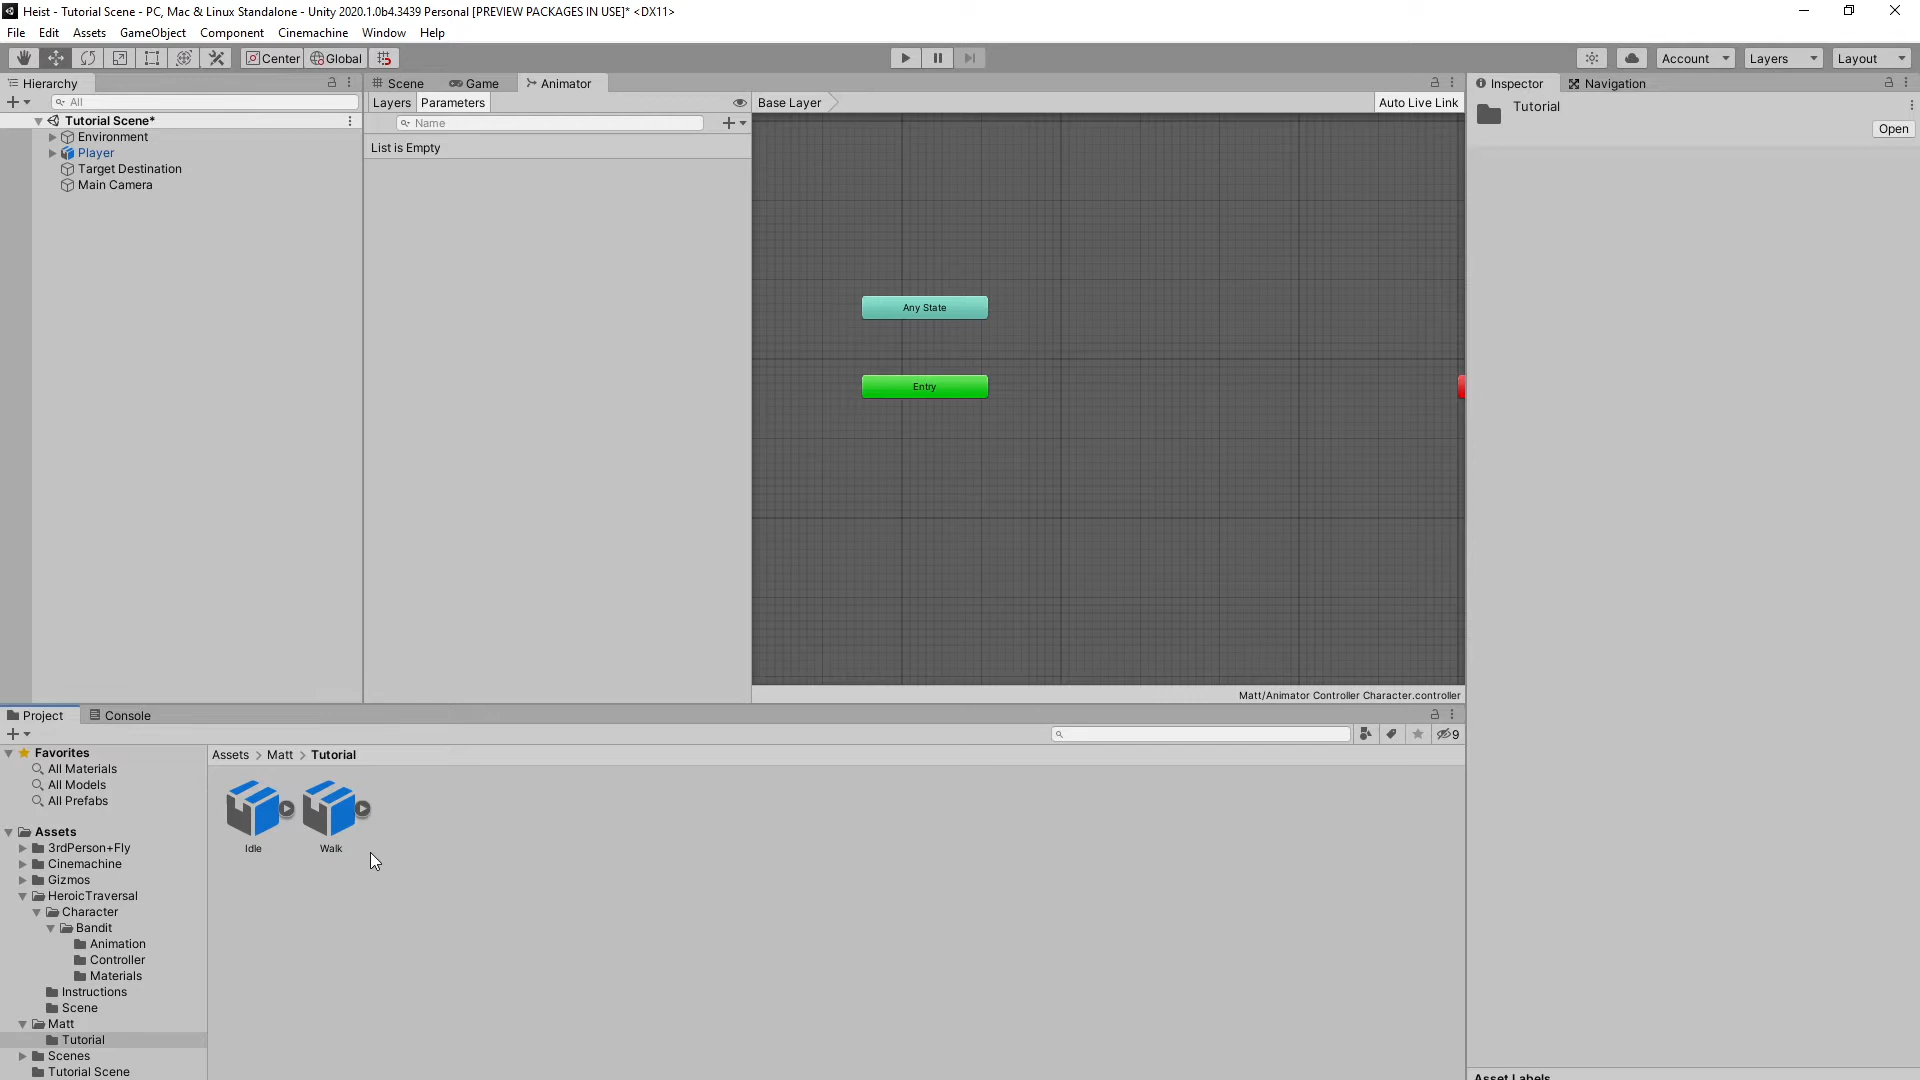 Heist - Tutorial Scene - PC, Mac & Linux Standalone - Unity 2020.1.0b4.3439 Personal [PREVIEW PACKAGES IN USE]* <DX11>
File Edit Assets GameObject Component Cinemachine Window Help
Center Global Account Layers Layout
Hierarchy
All
Tutorial Scene*
Environment
Player
Target Destination
Main Camera
Scene Game Animator
Layers Parameters
Name
List is Empty
Base Layer
Auto Live Link
Any State
Entry
Matt/Animator Controller Character.controller
Inspector Navigation
Tutorial
Open
Project Console
9
Favorites
All Materials
All Models
All Prefabs
Assets
3rdPerson+Fly
Cinemachine
Gizmos
HeroicTraversal
Character
Bandit
Animation
Controller
Materials
Instructions
Scene
Matt
Tutorial
Scenes
Tutorial Scene
Assets > Matt > Tutorial
Idle
Walk
Asset Labels